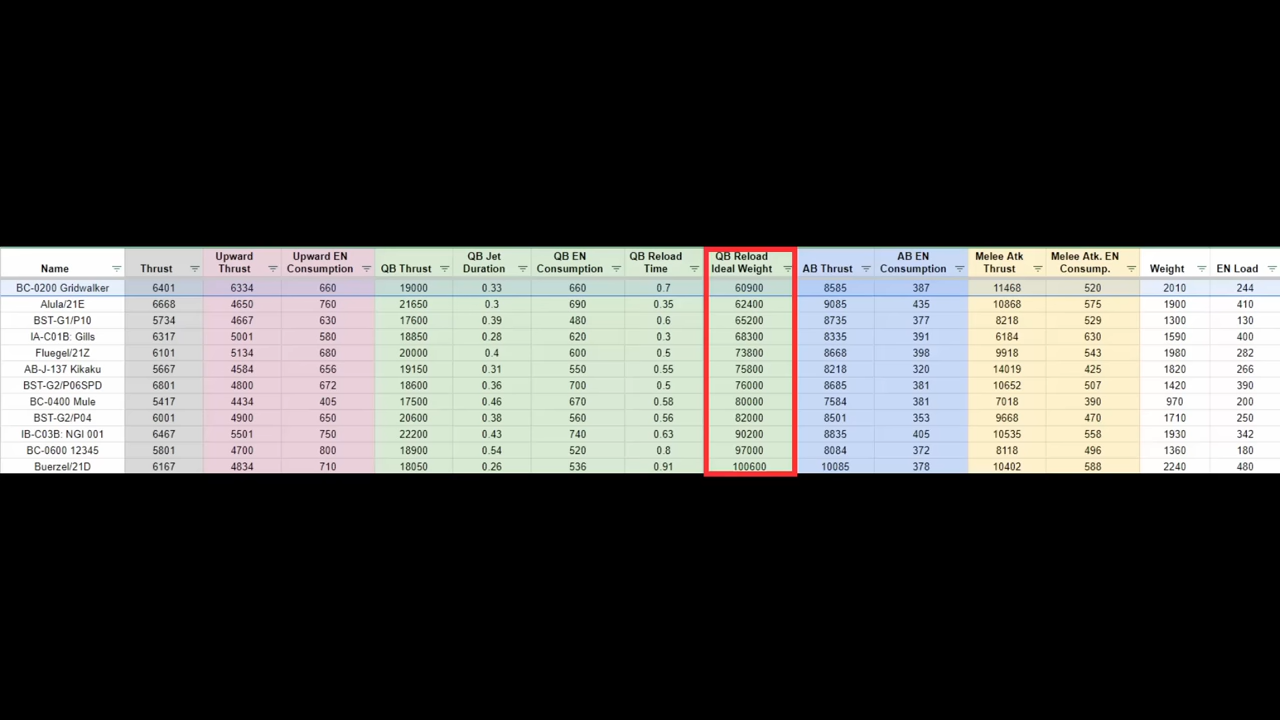 Name Thrust Upward Thrust Upward EN Consumption QB Thrust QB Jet Duration QB EN Consumption QB Reload Time QB Reload Ideal Weight AB Thrust AB EN Consumption Melee Atk Thrust Melee Atk. EN Consump. Weight EN Load
BC-0200 Gridwalker 6401 6334 660 19000 0.33 660 0.7 60900 8585 387 11468 520 2010 244
Alula/21E 6668 4650 760 21650 0.3 690 0.35 62400 9085 435 10868 575 1900 410
BST-G1/P10 5734 4667 630 17600 0.39 480 0.6 65200 8735 377 8218 529 1300 130
IA-C01B: Gills 6317 5001 580 18850 0.28 620 0.3 68300 8335 391 6184 630 1590 400
Fluegel/21Z 6101 5134 680 20000 0.4 600 0.5 73800 8668 398 9918 543 1980 282
AB-J-137 Kikaku 5667 4584 656 19150 0.31 550 0.55 75800 8218 320 14019 425 1820 266
BST-G2/P06SPD 6801 4800 672 18600 0.36 700 0.5 76000 8685 381 10652 507 1420 390
BC-0400 Mule 5417 4434 405 17500 0.46 670 0.58 80000 7584 381 7018 390 970 200
BST-G2/P04 6001 4900 650 20600 0.38 560 0.56 82000 8501 353 9668 470 1710 250
IB-C03B: NGI 001 6467 5501 750 22200 0.43 740 0.63 90200 8835 405 10535 558 1930 342
BC-0600 12345 5801 4700 800 18900 0.54 520 0.8 97000 8084 372 8118 496 1360 180
Buerzel/21D 6167 4834 710 18050 0.26 536 0.91 100600 10085 378 10402 588 2240 480